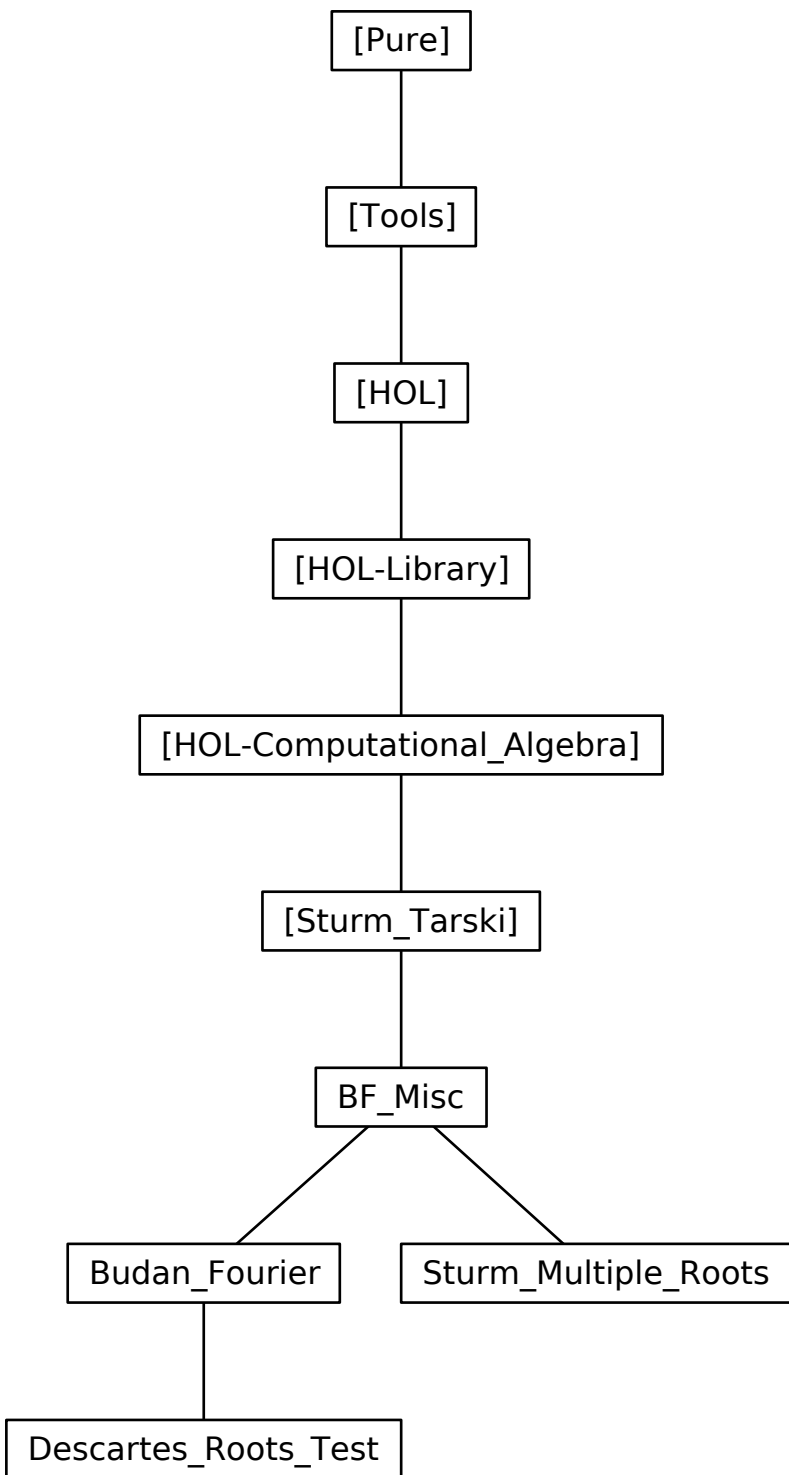 [Pure]
[Tools]
[HOL]
[HOL-Library]
[HOL-Computational_Algebra]
[Sturm_Tarski]
BF_Misc
Budan_Fourier
Sturm_Multiple_Roots
Descartes_Roots_Test